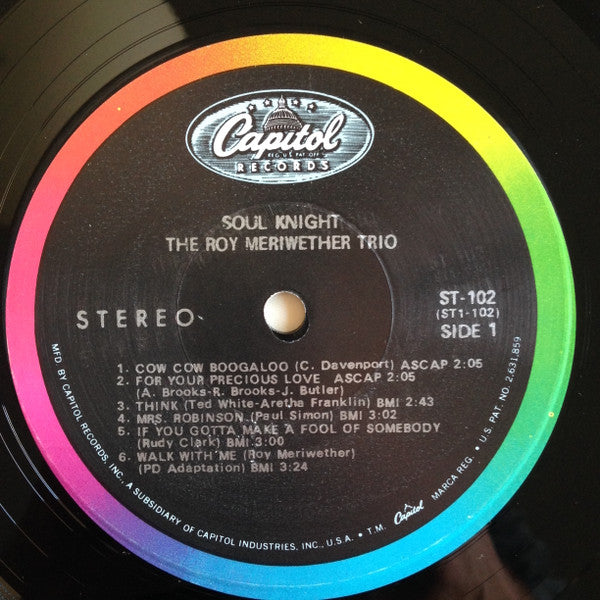 Capitol
REG. U.S. PAT. OFF.
RECORDS
SOUL KNIGHT
THE ROY MERIWETHER TRIO
STEREO
ST-102
(ST1-102)
SIDE 1
1. COW COW BOOGALOO (C. Davenport) ASCAP 2:05
2. FOR YOUR PRECIOUS LOVE ASCAP 2:05
(A. Brooks-R. Brooks-J. Butler)
3. THINK (Ted White-Aretha Franklin) BMI 2:43
4. MRS. ROBINSON (Paul Simon) BMI 3:02
5. IF YOU GOTTA MAKE A FOOL OF SOMEBODY
(Rudy Clark) BMI 3:00
6. WALK WITH ME (Roy Meriwether)
(PD Adaptation) BMI 3:24
MFD. BY CAPITOL RECORDS, INC., A SUBSIDIARY OF CAPITOL INDUSTRIES, INC., U.S.A. • T.M. Capitol MARCA REG. • U.S. PAT. NO. 2,631,859